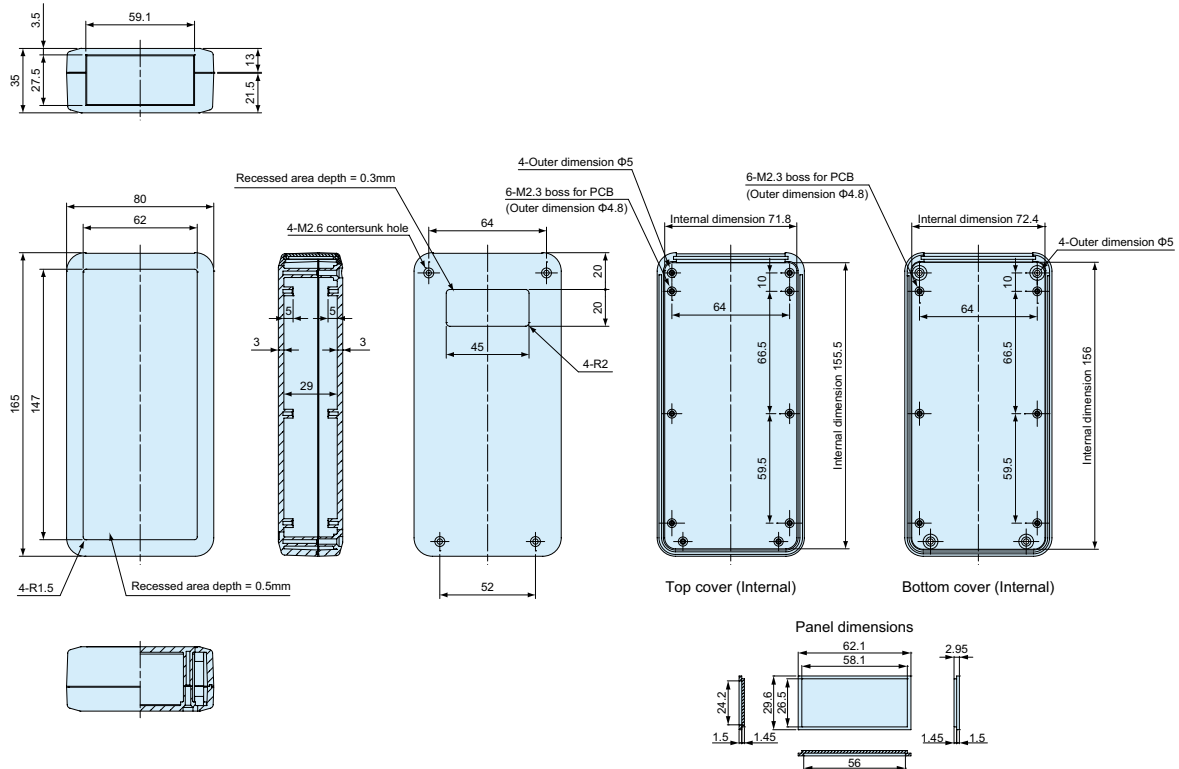 59.1
3.5
35
27.5
13
21.5
80
62
165
147
4-R1.5
Recessed area depth = 0.5mm
5
5
3
3
29
Recessed area depth = 0.3mm
4-M2.6 contersunk hole
64
20
20
45
4-R2
52
4-Outer dimension Φ5
6-M2.3 boss for PCB
(Outer dimension Φ4.8)
Internal dimension 71.8
10
64
66.5
59.5
Internal dimension 155.5
Top cover (Internal)
6-M2.3 boss for PCB
(Outer dimension Φ4.8)
Internal dimension 72.4
4-Outer dimension Φ5
10
64
66.5
59.5
Internal dimension 156
Bottom cover (Internal)
Panel dimensions
62.1
58.1
2.95
24.2
29.6
26.5
1.5
1.45
1.45
1.5
56